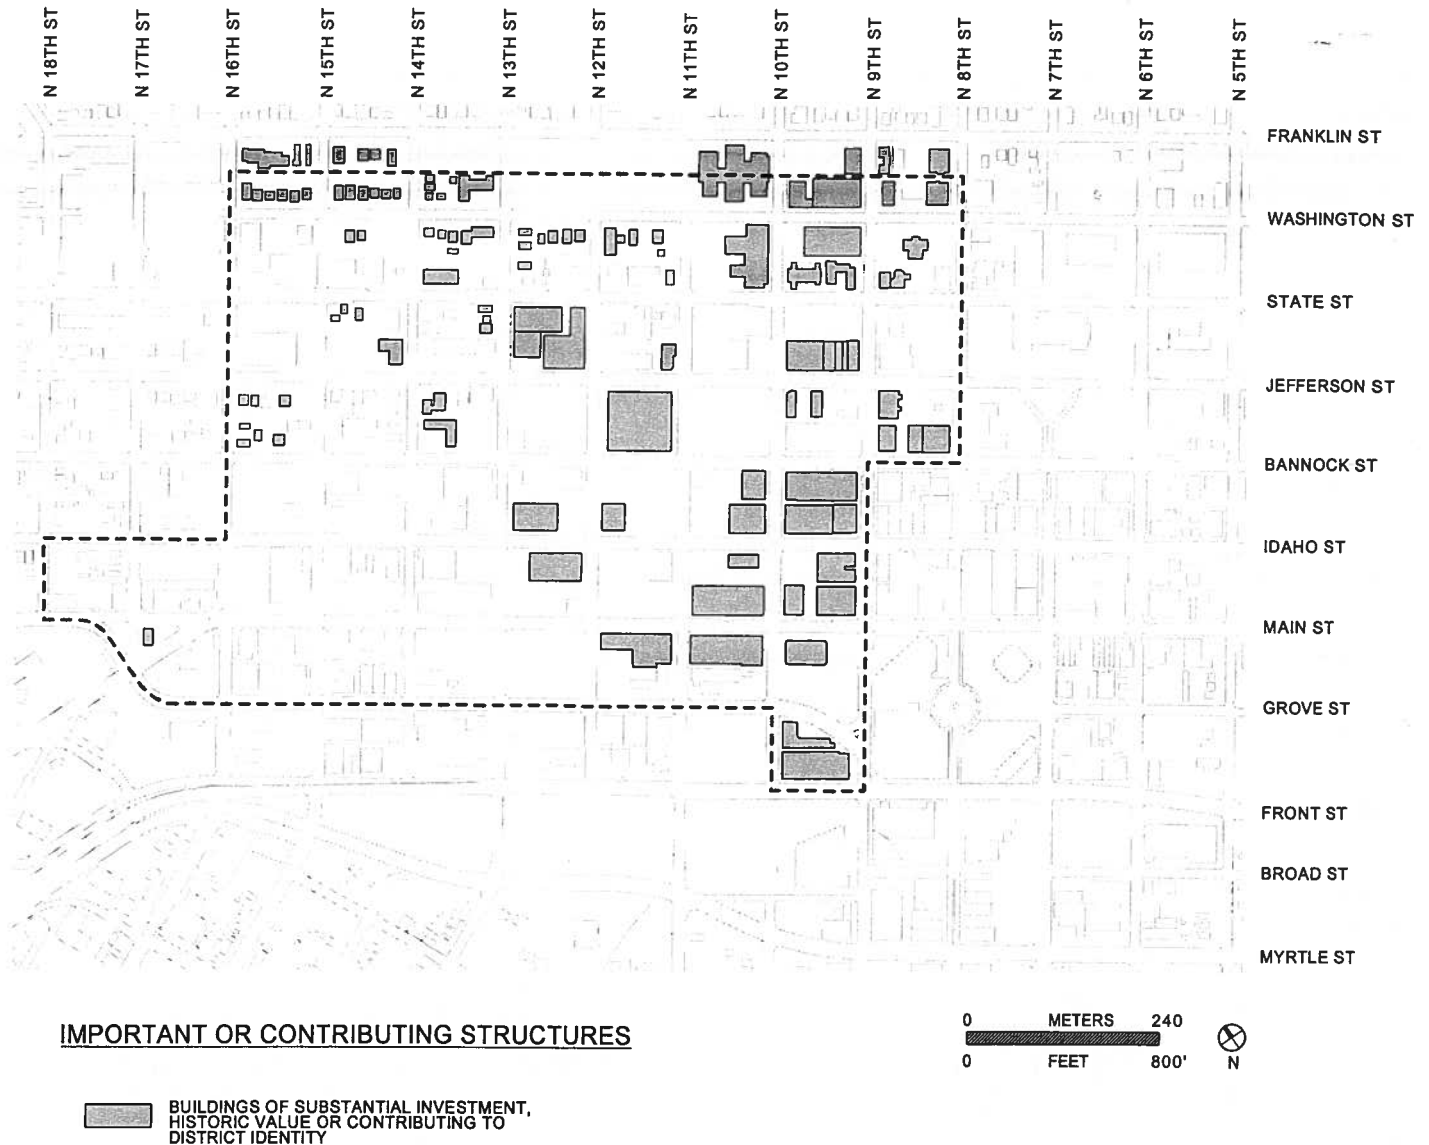 N 18TH ST
N 17TH ST
N 16TH ST
N 15TH ST
N 14TH ST
N 13TH ST
N 12TH ST
N 11TH ST
N 10TH ST
N 9TH ST
N 8TH ST
N 7TH ST
N 6TH ST
N 5TH ST
FRANKLIN ST
WASHINGTON ST
STATE ST
JEFFERSON ST
BANNOCK ST
IDAHO ST
MAIN ST
GROVE ST
FRONT ST
BROAD ST
MYRTLE ST
IMPORTANT OR CONTRIBUTING STRUCTURES
0 METERS 240
0 FEET 800'
N
BUILDINGS OF SUBSTANTIAL INVESTMENT,
HISTORIC VALUE OR CONTRIBUTING TO
DISTRICT IDENTITY